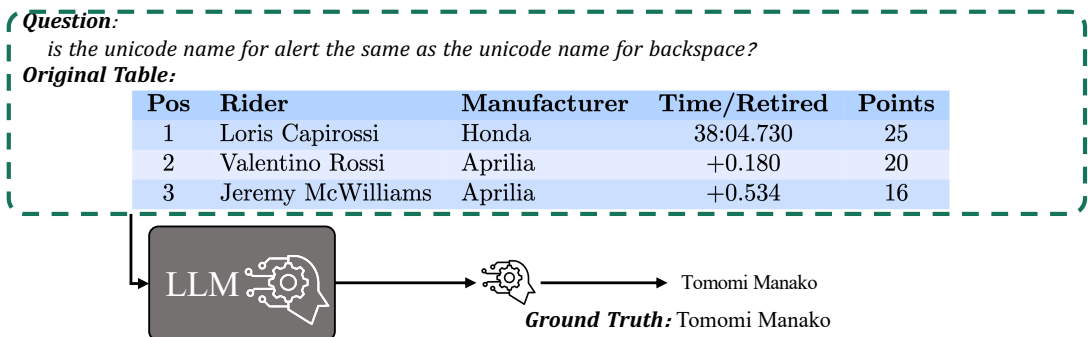 Question:
is the unicode name for alert the same as the unicode name for backspace?
Original Table:
Pos Rider Manufacturer Time/Retired Points
1 Loris Capirossi Honda 38:04.730 25
2 Valentino Rossi Aprilia +0.180 20
3 Jeremy McWilliams Aprilia +0.534 16
LLM
Tomomi Manako
Ground Truth: Tomomi Manako